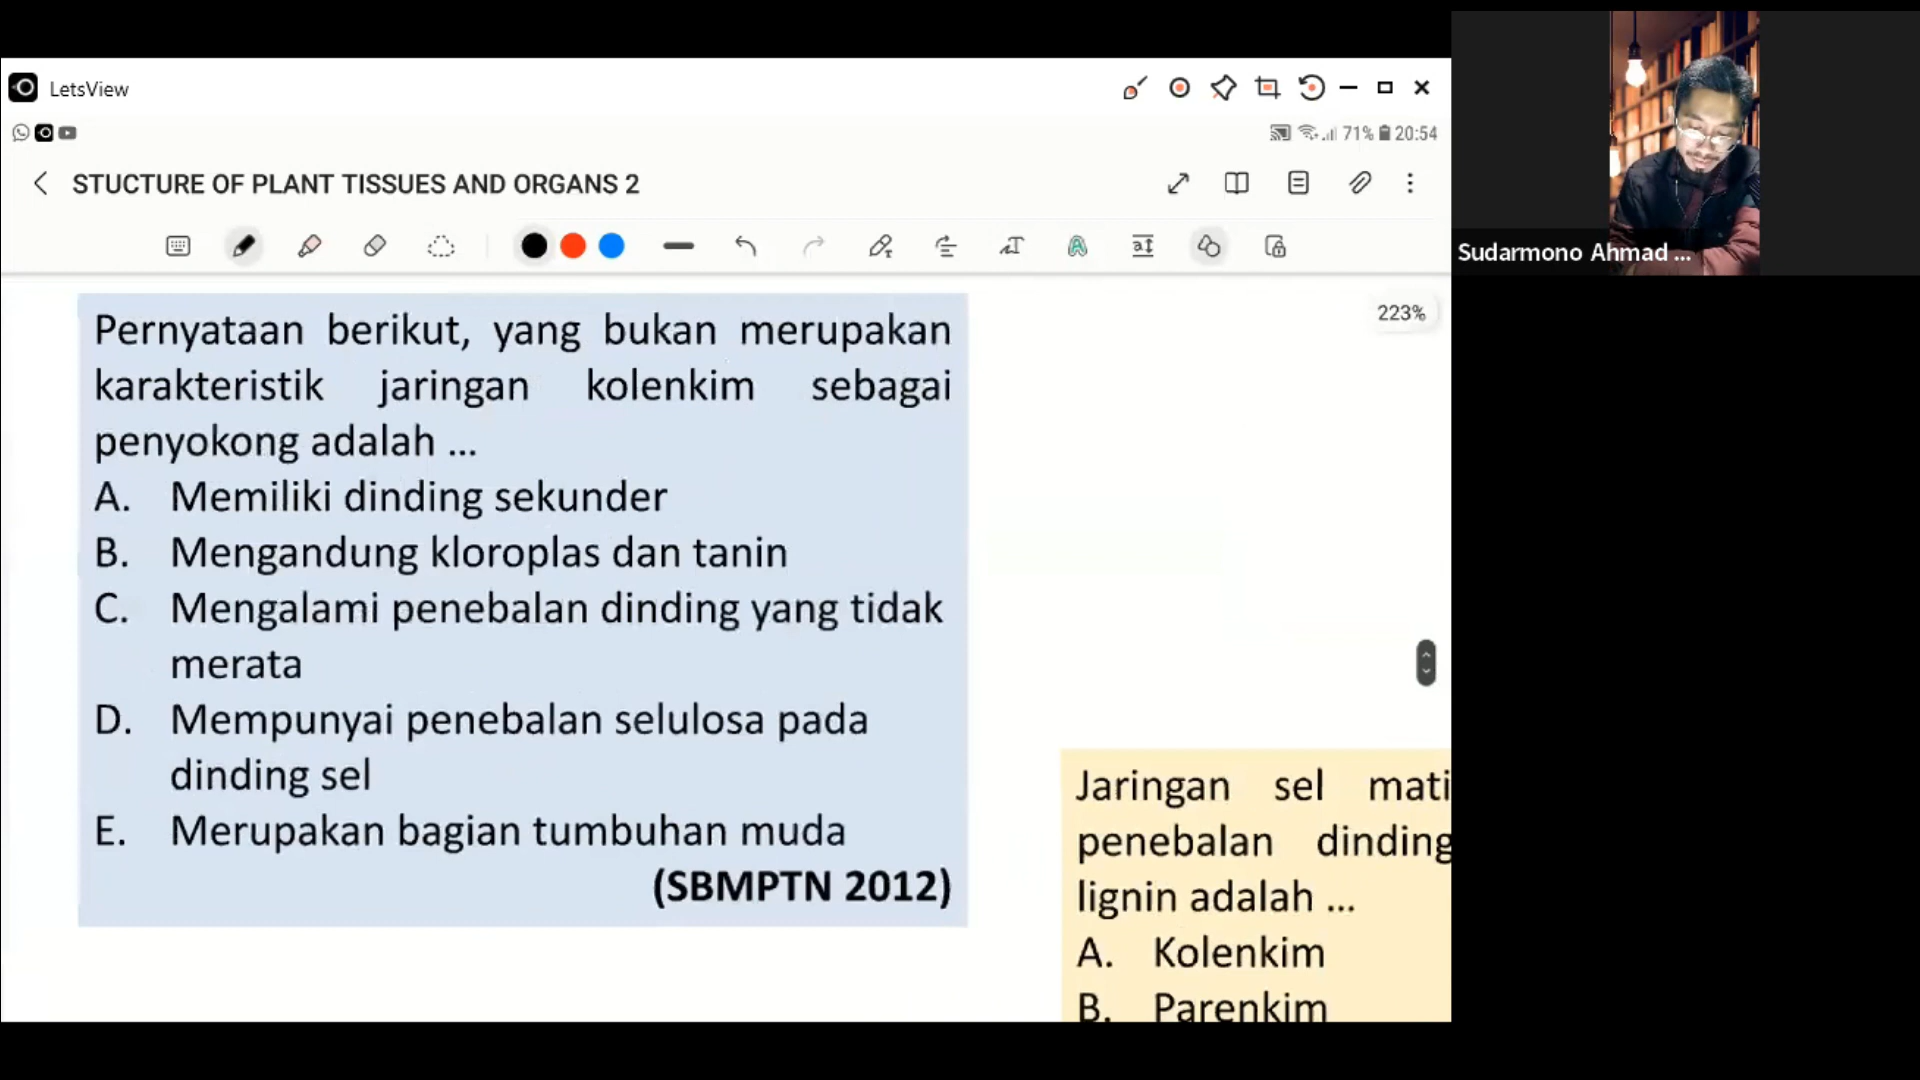 LetsView
71% 20:54
STUCTURE OF PLANT TISSUES AND ORGANS 2
Sudarmono Ahmad ...
223%
Pernyataan berikut, yang bukan merupakan
karakteristik jaringan kolenkim sebagai
penyokong adalah ...
A. Memiliki dinding sekunder
B. Mengandung kloroplas dan tanin
C. Mengalami penebalan dinding yang tidak
merata
D. Mempunyai penebalan selulosa pada
dinding sel
E. Merupakan bagian tumbuhan muda
(SBMPTN 2012)
Jaringan sel mati
penebalan dinding
lignin adalah ...
A. Kolenkim
B. Parenkim